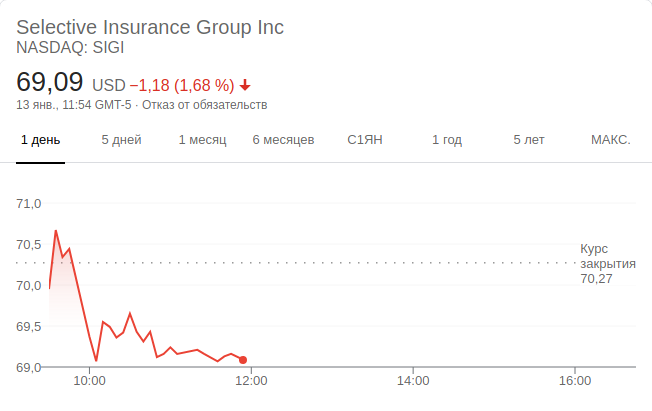 Selective Insurance Group Inc
NASDAQ: SIGI
69,09 USD −1,18 (1,68 %)
13 янв., 11:54 GMT-5 · Отказ от обязательств
1 день 5 дней 1 месяц 6 месяцев С1ЯН 1 год 5 лет МАКС.
71,0
70,5
Курс
закрытия
70,27
70,0
69,5
69,0
10:00 12:00 14:00 16:00